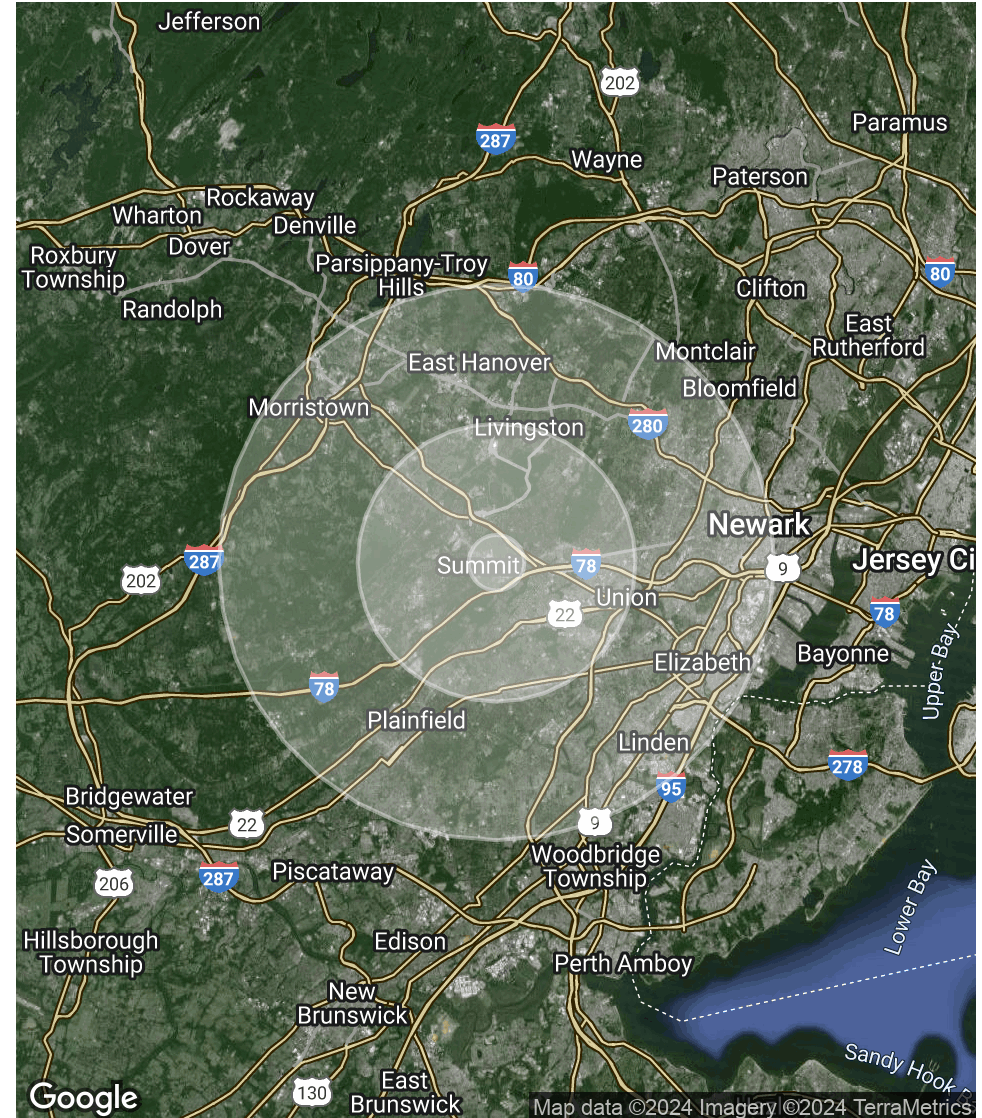 Jefferson
202
Paramus
287
Wayne
Paterson
Rockaway
Wharton
Denville
Dover
Roxbury
Township
Parsippany-Troy
Hills
80
80
Clifton
Randolph
East
Rutherford
Montclair
East Hanover
Bloomfield
Morristown
280
Livingston
Newark
Jersey Ci
287
Summit
78
9
202
Union
22
78
Upper Bay
Bayonne
Elizabeth
78
Plainfield
Linden
278
95
Bridgewater
22
9
Somerville
Woodbridge
Township
287
Piscataway
206
Lower Bay
Hillsborough
Township
Edison
Perth Amboy
New
Brunswick
Sandy Hook
130
East
Brunswick
Google
Map data ©2024 Imagery ©2024 TerraMetrics